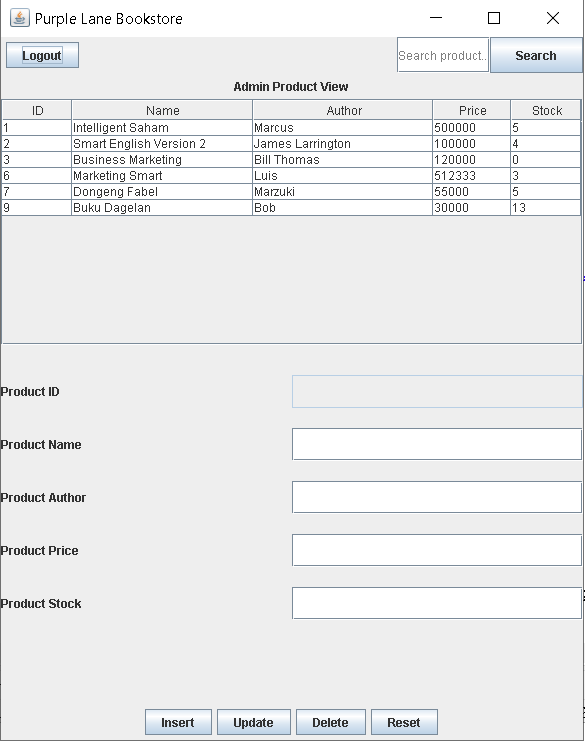 Purple Lane Bookstore
Logout Search product.. Search
Admin Product View
ID Name Author Price Stock
1 Intelligent Saham Marcus 500000 5
2 Smart English Version 2 James Larrington 100000 4
3 Business Marketing Bill Thomas 120000 0
6 Marketing Smart Luis 512333 3
7 Dongeng Fabel Marzuki 55000 5
9 Buku Dagelan Bob 30000 13
Product ID
Product Name
Product Author
Product Price
Product Stock
Insert Update Delete Reset